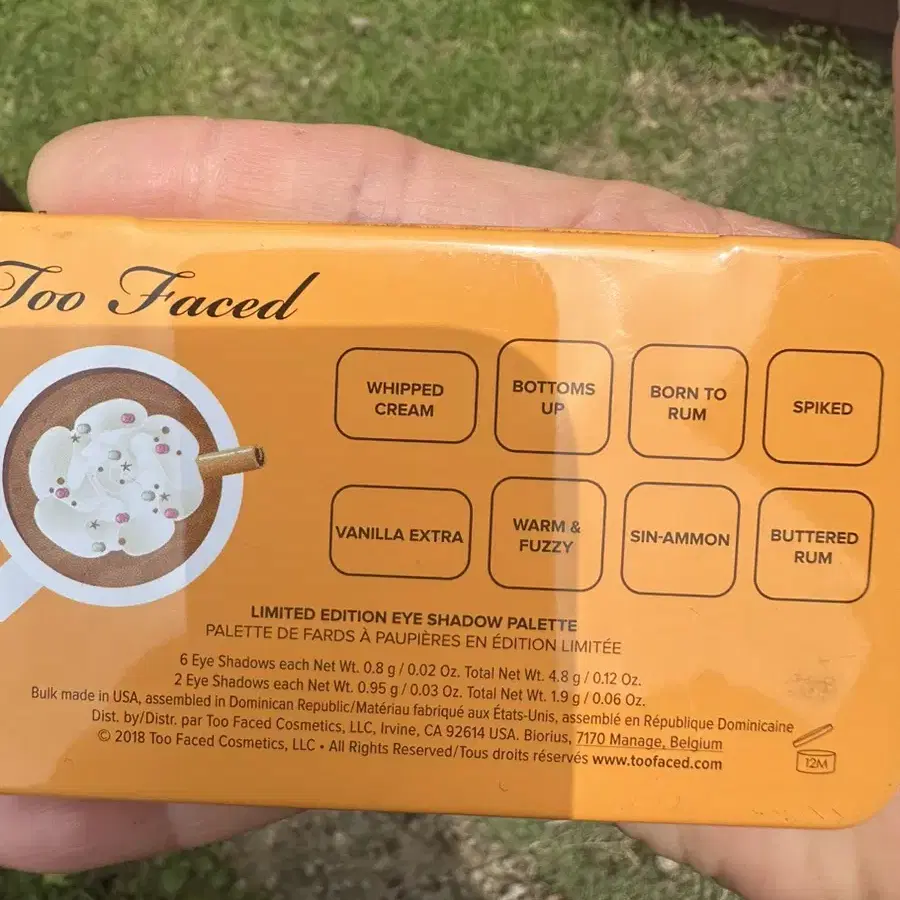 Too Faced
WHIPPED
CREAM
BOTTOMS
UP
BORN TO
RUM
SPIKED
VANILLA EXTRA
WARM &
FUZZY
SIN-AMMON
BUTTERED
RUM
LIMITED EDITION EYE SHADOW PALETTE
PALETTE DE FARDS À PAUPIÈRES EN ÉDITION LIMITÉE
6 Eye Shadows each Net Wt. 0.8 g / 0.02 Oz. Total Net Wt. 4.8 g / 0.12 Oz.
2 Eye Shadows each Net Wt. 0.95 g / 0.03 Oz. Total Net Wt. 1.9 g / 0.06 Oz.
Bulk made in USA, assembled in Dominican Republic/Matériau fabriqué aux États-Unis, assemblé en République Dominicaine
Dist. by/Distr. par Too Faced Cosmetics, LLC, Irvine, CA 92614 USA. Biorius, 7170 Manage, Belgium
© 2018 Too Faced Cosmetics, LLC • All Rights Reserved/Tous droits réservés www.toofaced.com
12M